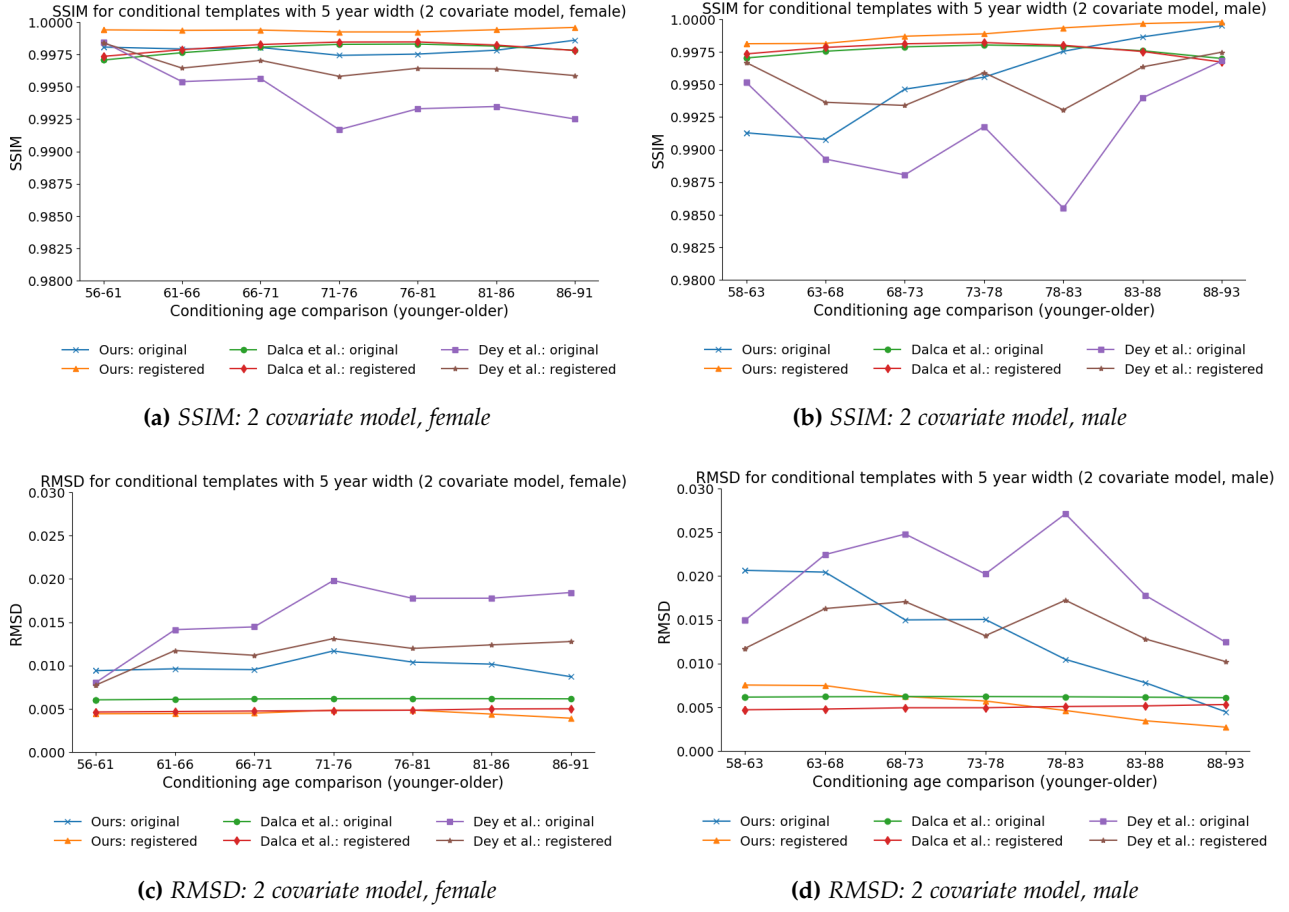 SSIM for conditional templates with 5 year width (2 covariate model, female)
1.0000
0.9975
0.9950
0.9925
0.9900
0.9875
0.9850
0.9825
0.9800
SSIM
56-61 61-66 66-71 71-76 76-81 81-86 86-91
Conditioning age comparison (younger-older)
Ours: original Dalca et al.: original Dey et al.: original
Ours: registered Dalca et al.: registered Dey et al.: registered
(a) SSIM: 2 covariate model, female
SSIM for conditional templates with 5 year width (2 covariate model, male)
1.0000
0.9975
0.9950
0.9925
0.9900
0.9875
0.9850
0.9825
0.9800
SSIM
58-63 63-68 68-73 73-78 78-83 83-88 88-93
Conditioning age comparison (younger-older)
Ours: original Dalca et al.: original Dey et al.: original
Ours: registered Dalca et al.: registered Dey et al.: registered
(b) SSIM: 2 covariate model, male
RMSD for conditional templates with 5 year width (2 covariate model, female)
0.030
0.025
0.020
0.015
0.010
0.005
0.000
RMSD
56-61 61-66 66-71 71-76 76-81 81-86 86-91
Conditioning age comparison (younger-older)
Ours: original Dalca et al.: original Dey et al.: original
Ours: registered Dalca et al.: registered Dey et al.: registered
(c) RMSD: 2 covariate model, female
RMSD for conditional templates with 5 year width (2 covariate model, male)
0.030
0.025
0.020
0.015
0.010
0.005
0.000
RMSD
58-63 63-68 68-73 73-78 78-83 83-88 88-93
Conditioning age comparison (younger-older)
Ours: original Dalca et al.: original Dey et al.: original
Ours: registered Dalca et al.: registered Dey et al.: registered
(d) RMSD: 2 covariate model, male